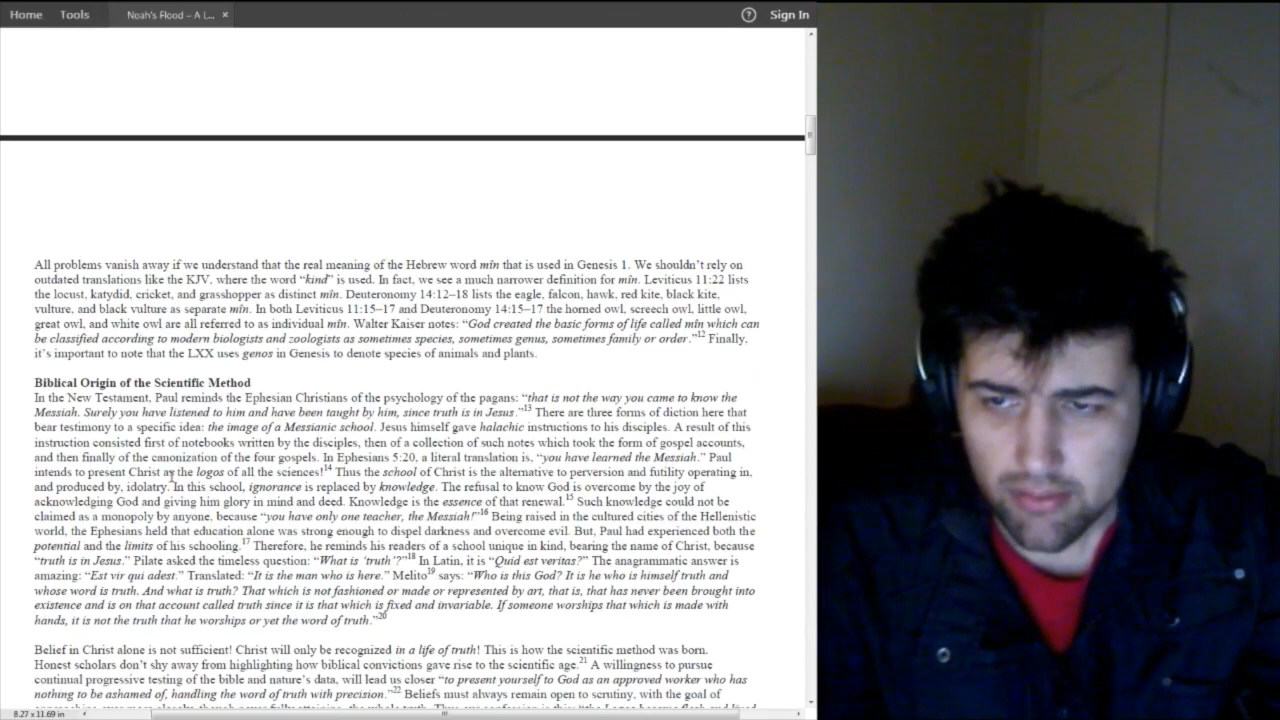 Home Tools Noah's Flood – A L... × ? Sign In
All problems vanish away if we understand that the real meaning of the Hebrew word mîn that is used in Genesis 1. We shouldn't rely on
outdated translations like the KJV, where the word “kind” is used. In fact, we see a much narrower definition for mîn. Leviticus 11:22 lists
the locust, katydid, cricket, and grasshopper as distinct mîn. Deuteronomy 14:12–18 lists the eagle, falcon, hawk, red kite, black kite,
vulture, and black vulture as separate mîn. In both Leviticus 11:15–17 and Deuteronomy 14:15–17 the horned owl, screech owl, little owl,
great owl, and white owl are all referred to as individual mîn. Walter Kaiser notes: “God created the basic forms of life called mîn which can
be classified according to modern biologists and zoologists as sometimes species, sometimes genus, sometimes family or order.”12 Finally,
it's important to note that the LXX uses genos in Genesis to denote species of animals and plants.
Biblical Origin of the Scientific Method
In the New Testament, Paul reminds the Ephesian Christians of the psychology of the pagans: “that is not the way you came to know the
Messiah. Surely you have listened to him and have been taught by him, since truth is in Jesus.”13 There are three forms of diction here that
bear testimony to a specific idea: the image of a Messianic school. Jesus himself gave halachic instructions to his disciples. A result of this
instruction consisted first of notebooks written by the disciples, then of a collection of such notes which took the form of gospel accounts,
and then finally of the canonization of the four gospels. In Ephesians 5:20, a literal translation is, “you have learned the Messiah.” Paul
intends to present Christ as the logos of all the sciences!14 Thus the school of Christ is the alternative to perversion and futility operating in,
and produced by, idolatry. In this school, ignorance is replaced by knowledge. The refusal to know God is overcome by the joy of
acknowledging God and giving him glory in mind and deed. Knowledge is the essence of that renewal.15 Such knowledge could not be
claimed as a monopoly by anyone, because “you have only one teacher, the Messiah!”16 Being raised in the cultured cities of the Hellenistic
world, the Ephesians held that education alone was strong enough to dispel darkness and overcome evil. But, Paul had experienced both the
potential and the limits of his schooling.17 Therefore, he reminds his readers of a school unique in kind, bearing the name of Christ, because
“truth is in Jesus.” Pilate asked the timeless question: “What is ‘truth’?”18 In Latin, it is “Quid est veritas?” The anagrammatic answer is
amazing: “Est vir qui adest.” Translated: “It is the man who is here.” Melito19 says: “Who is this God? It is he who is himself truth and
whose word is truth. And what is truth? That which is not fashioned or made or represented by art, that is, that has never been brought into
existence and is on that account called truth since it is that which is fixed and invariable. If someone worships that which is made with
hands, it is not the truth that he worships or yet the word of truth.”20
Belief in Christ alone is not sufficient! Christ will only be recognized in a life of truth! This is how the scientific method was born.
Honest scholars don't shy away from highlighting how biblical convictions gave rise to the scientific age.21 A willingness to pursue
continual progressive testing of the bible and nature's data, will lead us closer “to present yourself to God as an approved worker who has
nothing to be ashamed of, handling the word of truth with precision.”22 Beliefs must always remain open to scrutiny, with the goal of
8.27 x 11.69 in